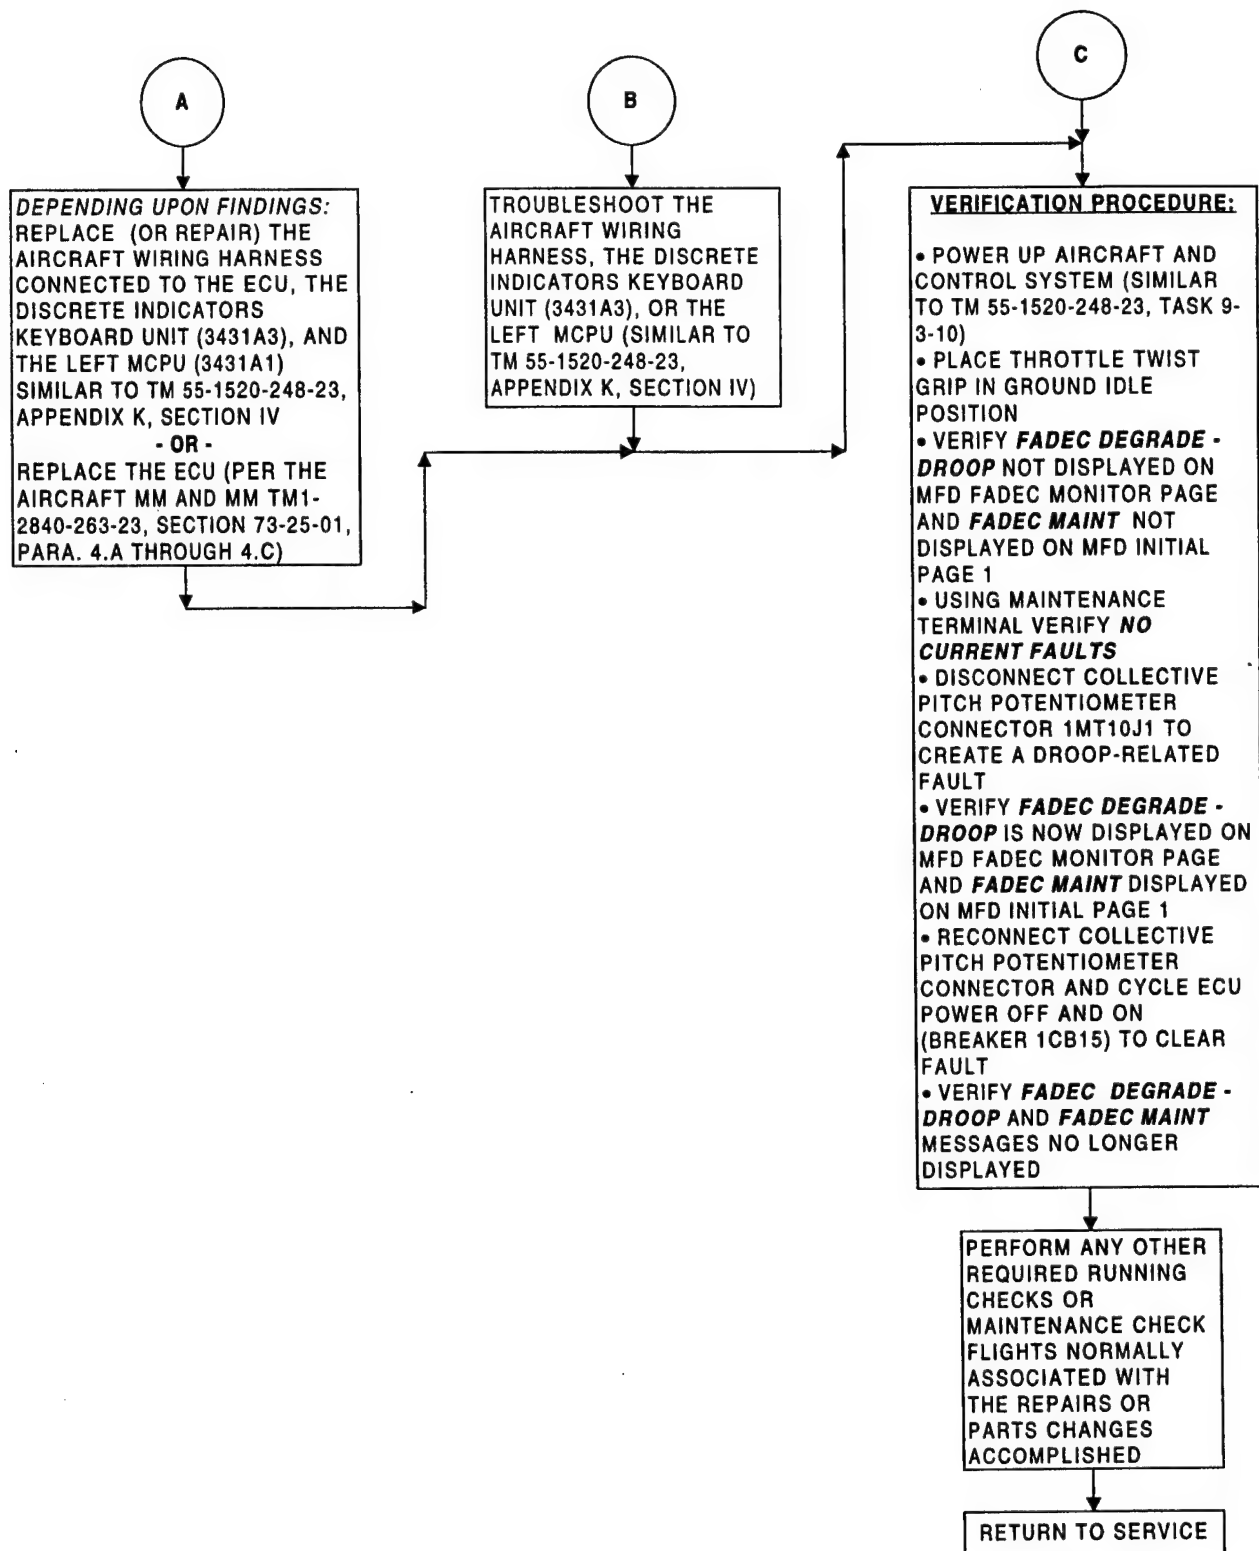 A
DEPENDING UPON FINDINGS:
REPLACE (OR REPAIR) THE
AIRCRAFT WIRING HARNESS
CONNECTED TO THE ECU, THE
DISCRETE INDICATORS
KEYBOARD UNIT (3431A3), AND
THE LEFT MCPU (3431A1)
SIMILAR TO TM 55-1520-248-23,
APPENDIX K, SECTION IV
- OR -
REPLACE THE ECU (PER THE
AIRCRAFT MM AND MM TM1-
2840-263-23, SECTION 73-25-01,
PARA. 4.A THROUGH 4.C)
B
TROUBLESHOOT THE
AIRCRAFT WIRING
HARNESS, THE DISCRETE
INDICATORS KEYBOARD
UNIT (3431A3), OR THE
LEFT MCPU (SIMILAR TO
TM 55-1520-248-23,
APPENDIX K, SECTION IV)
C
VERIFICATION PROCEDURE:
• POWER UP AIRCRAFT AND
CONTROL SYSTEM (SIMILAR
TO TM 55-1520-248-23, TASK 9-
3-10)
• PLACE THROTTLE TWIST
GRIP IN GROUND IDLE
POSITION
• VERIFY FADEC DEGRADE -
DROOP NOT DISPLAYED ON
MFD FADEC MONITOR PAGE
AND FADEC MAINT NOT
DISPLAYED ON MFD INITIAL
PAGE 1
• USING MAINTENANCE
TERMINAL VERIFY NO
CURRENT FAULTS
• DISCONNECT COLLECTIVE
PITCH POTENTIOMETER
CONNECTOR 1MT10J1 TO
CREATE A DROOP-RELATED
FAULT
• VERIFY FADEC DEGRADE -
DROOP IS NOW DISPLAYED ON
MFD FADEC MONITOR PAGE
AND FADEC MAINT DISPLAYED
ON MFD INITIAL PAGE 1
• RECONNECT COLLECTIVE
PITCH POTENTIOMETER
CONNECTOR AND CYCLE ECU
POWER OFF AND ON
(BREAKER 1CB15) TO CLEAR
FAULT
• VERIFY FADEC DEGRADE -
DROOP AND FADEC MAINT
MESSAGES NO LONGER
DISPLAYED
PERFORM ANY OTHER
REQUIRED RUNNING
CHECKS OR
MAINTENANCE CHECK
FLIGHTS NORMALLY
ASSOCIATED WITH
THE REPAIRS OR
PARTS CHANGES
ACCOMPLISHED
RETURN TO SERVICE